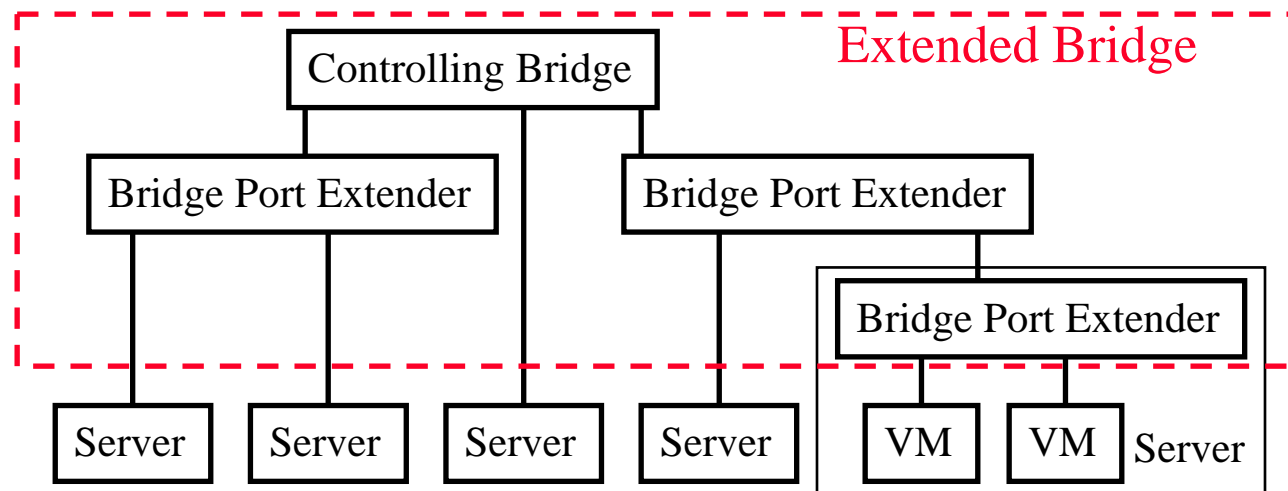 Extended Bridge
Controlling Bridge
Bridge Port Extender
Bridge Port Extender
Bridge Port Extender
Server
Server
Server
Server
VM
VM
Server